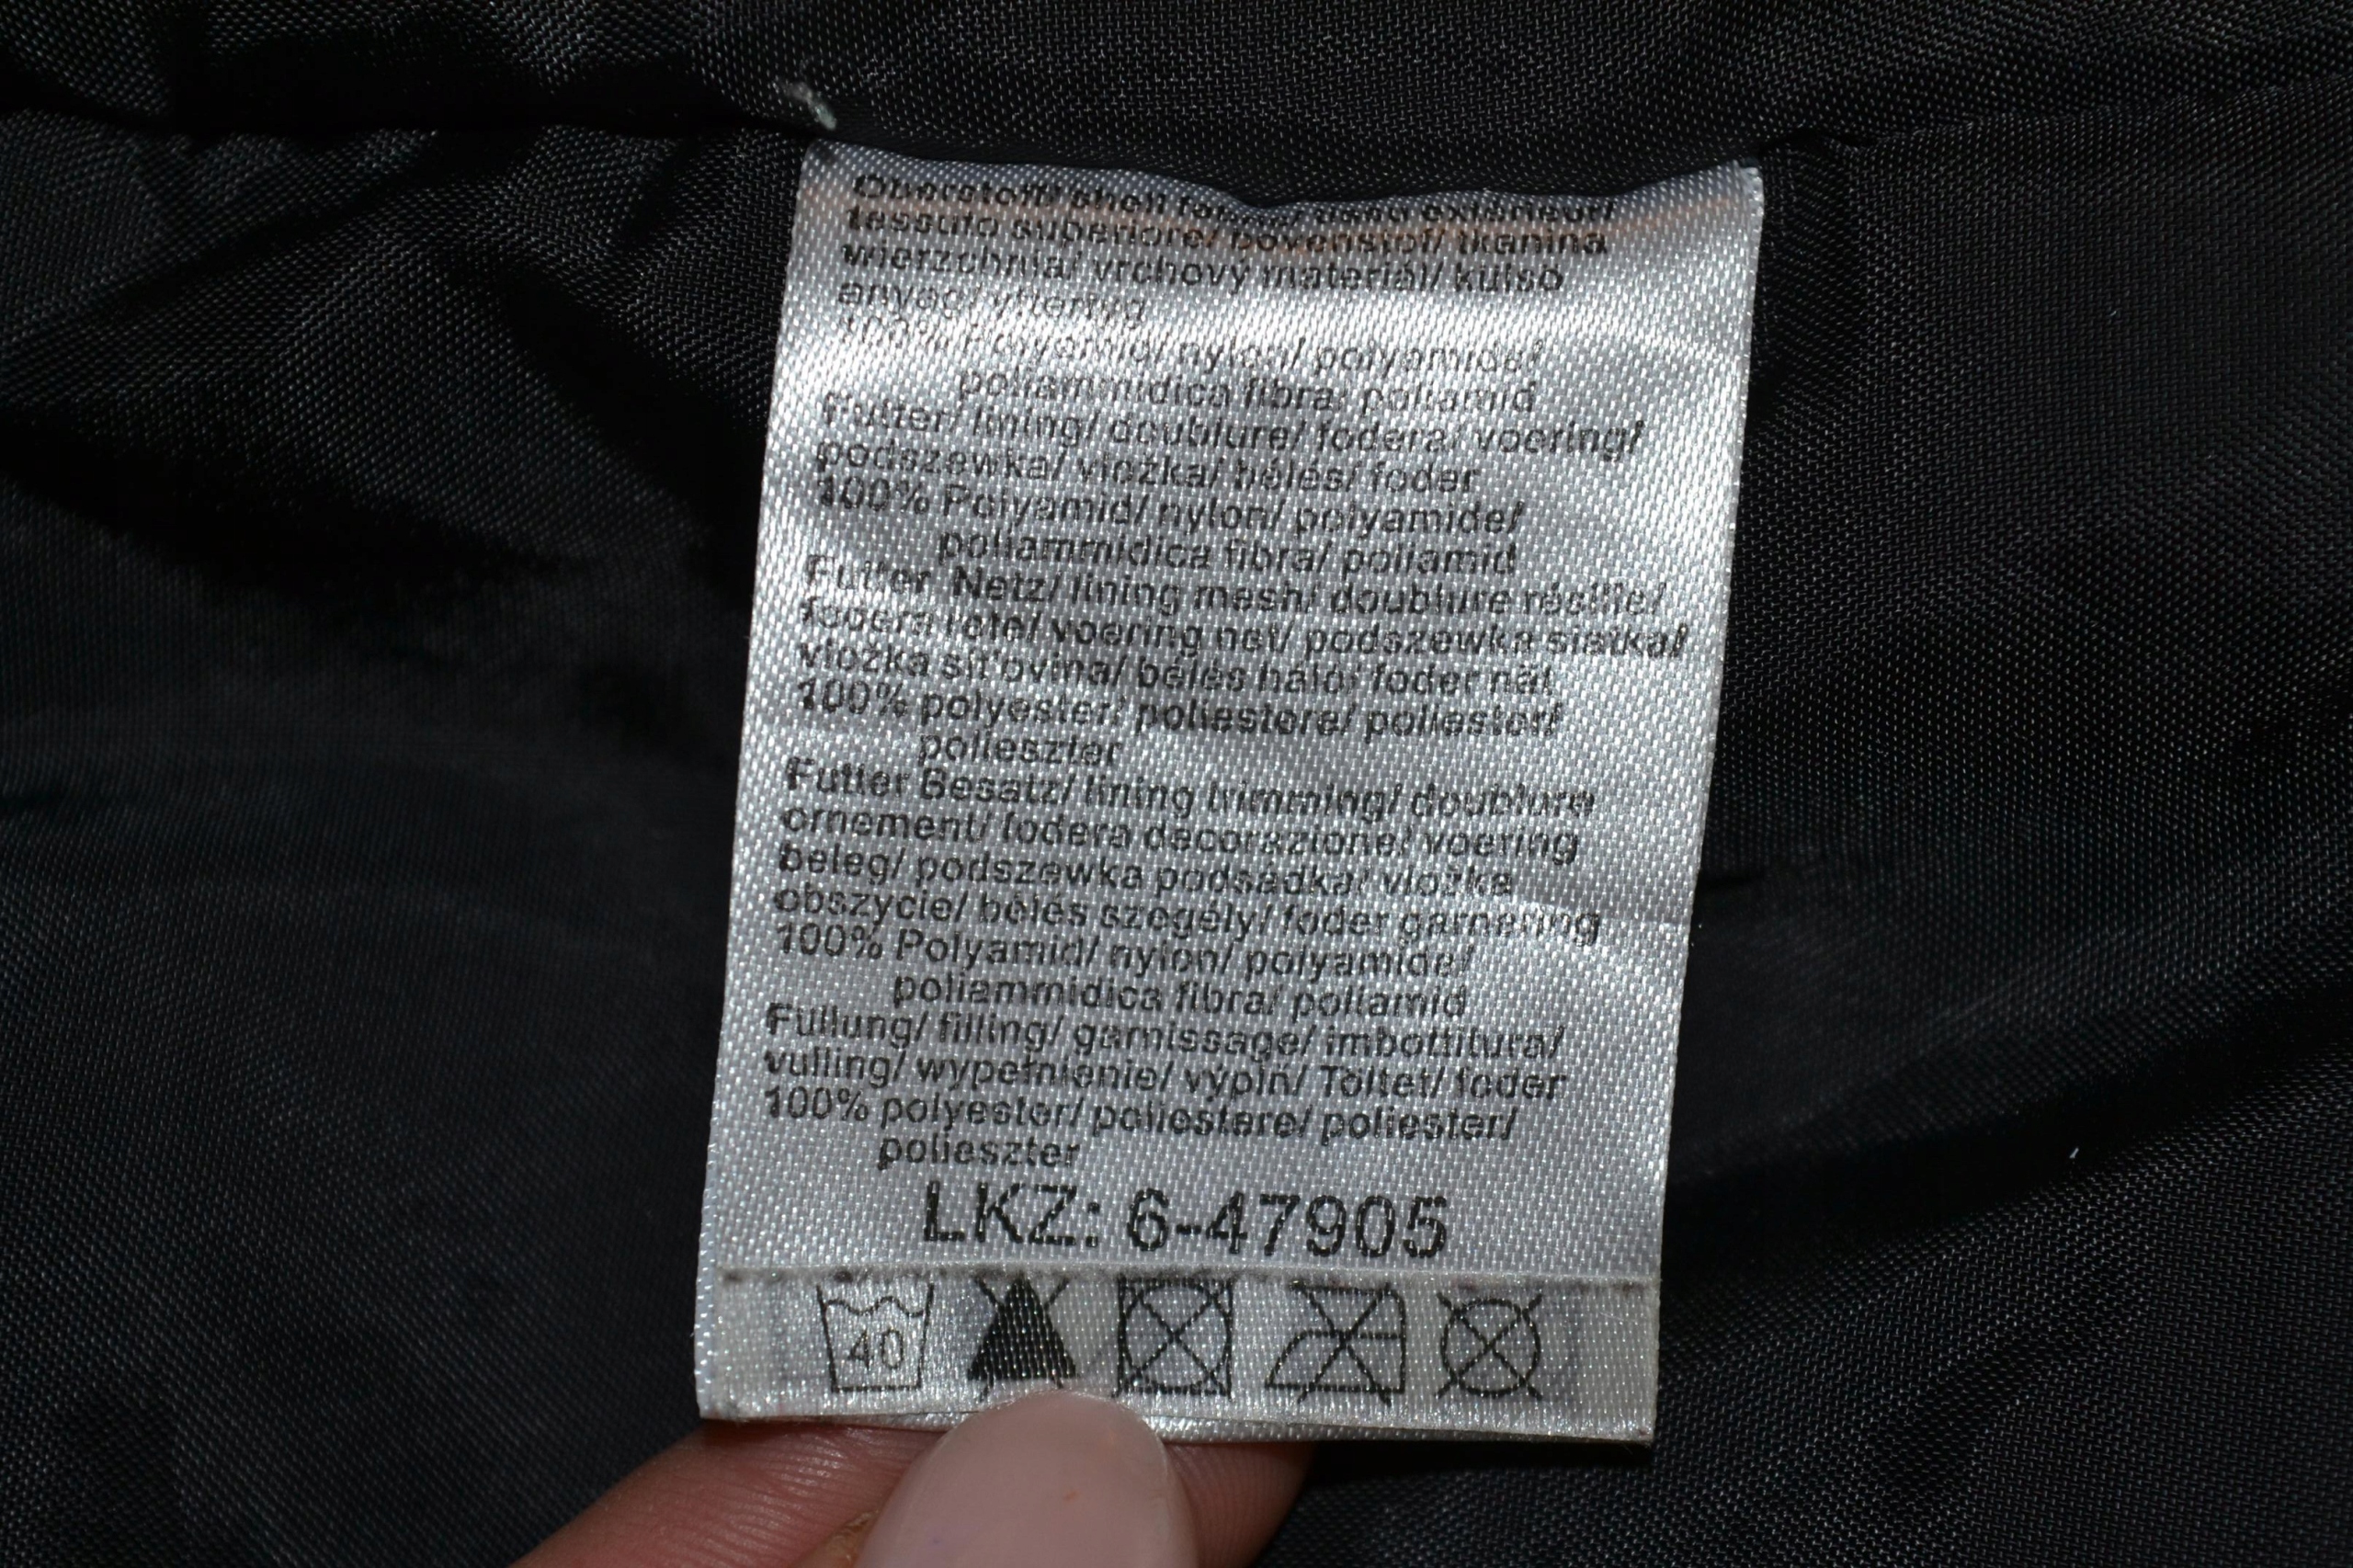 Oberstoff/ shell fabric/ tissu extérieur/
tessuto superiore/ bovenstof/ tkanina
wierzchnia/ vrchový materiál/ külső
anyag/ yttertyg
100% Polyamid/ nylon/ polyamide/
poliammidica fibra/ poliamid
Futter/ lining/ doublure/ fodera/ voering/
podszewka/ vložka/ bélés/ foder
100% Polyamid/ nylon/ polyamide/
poliammidica fibra/ poliamid
Futter Netz/ lining mesh/ doublure résille/
fodera rete/ voering net/ podszewka siatka/
vložka síťovina/ bélés háló/ foder nät
100% polyester/ poliestere/ poliester/
poliészter
Futter Besatz/ lining trimming/ doublure
ornement/ fodera decorazione/ voering
beleg/ podszewka podsadka/ vložka
obszycie/ bélés szegély/ foder garnering
100% Polyamid/ nylon/ polyamide/
poliammidica fibra/ poliamid
Füllung/ filling/ garnissage/ imbottitura/
vulling/ wypełnienie/ výplň/ Töltet/ foder
100% polyester/ poliestere/ poliester/
poliészter
LKZ: 6-47905
40